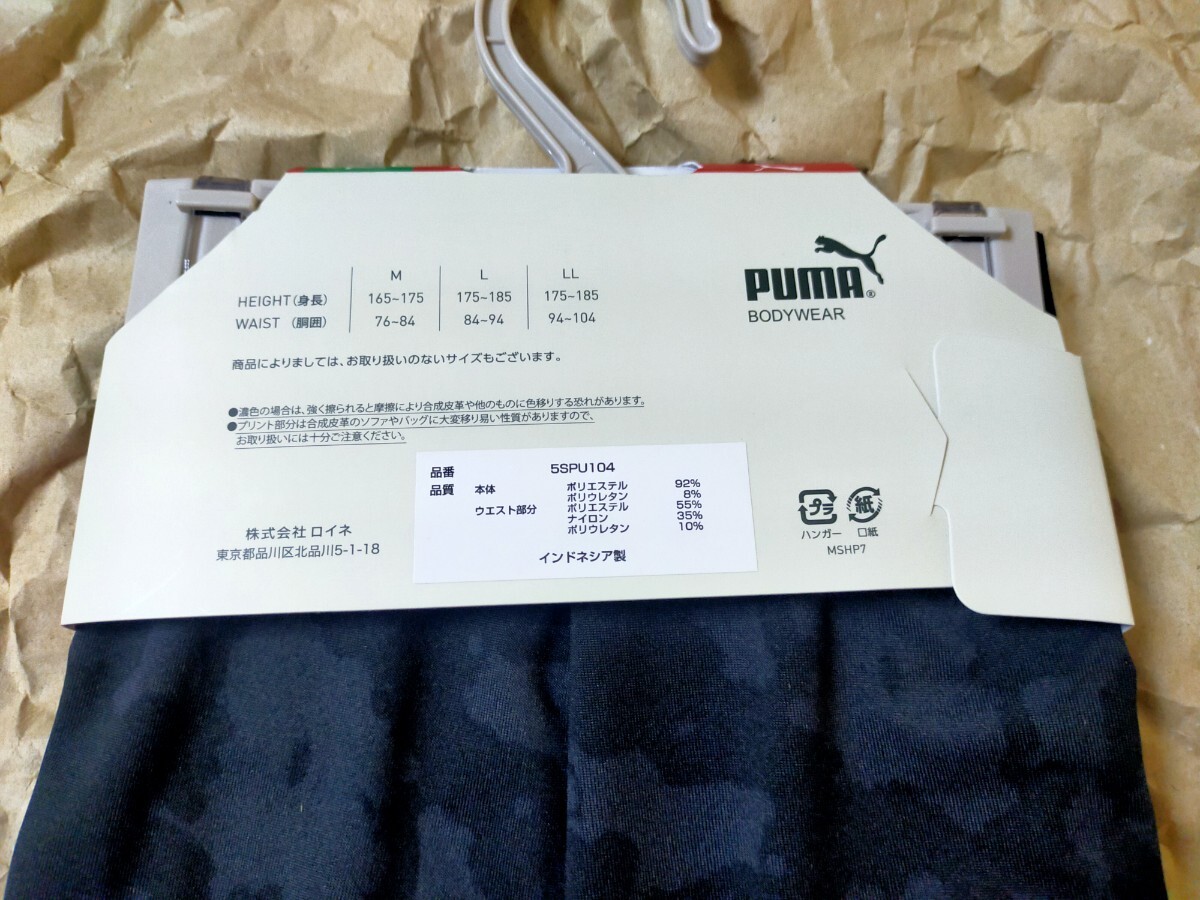 M L LL
HEIGHT(身長) 165~175 175~185 175~185
WAIST (胴囲) 76~84 84~94 94~104
PUMA®
BODYWEAR
商品によりましては、お取り扱いのないサイズもございます。
●濃色の場合は、強く擦られると摩擦により合成皮革や他のものに色移りする恐れがあります。
●プリント部分は合成皮革のソファやバッグに大変移り易い性質がありますので、
お取り扱いには十分ご注意ください。
品番 5SPU104
品質 本体 ポリエステル 92%
ポリウレタン 8%
ウエスト部分 ポリエステル 55%
ナイロン 35%
ポリウレタン 10%
インドネシア製
株式会社 ロイネ
東京都品川区北品川5-1-18
プラ 紙
ハンガー 口紙
MSHP7